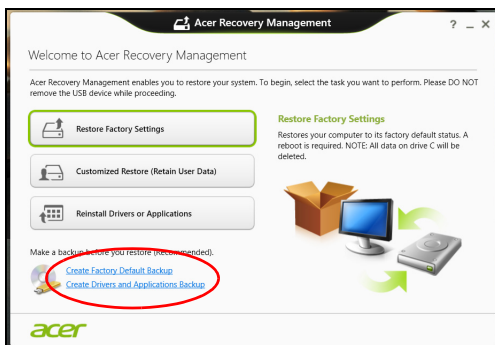 Acer Recovery Management
? _ ×
Welcome to Acer Recovery Management
Acer Recovery Management enables you to restore your system. To begin, select the task you want to perform. Please DO NOT
remove the USB device while proceeding.
Restore Factory Settings
Customized Restore (Retain User Data)
Reinstall Drivers or Applications
Restore Factory Settings
Restores your computer to its factory default status. A
reboot is required. NOTE: All data on drive C will be
deleted.
Make a backup before you restore (Recommended).
Create Factory Default Backup
Create Drivers and Applications Backup
acer